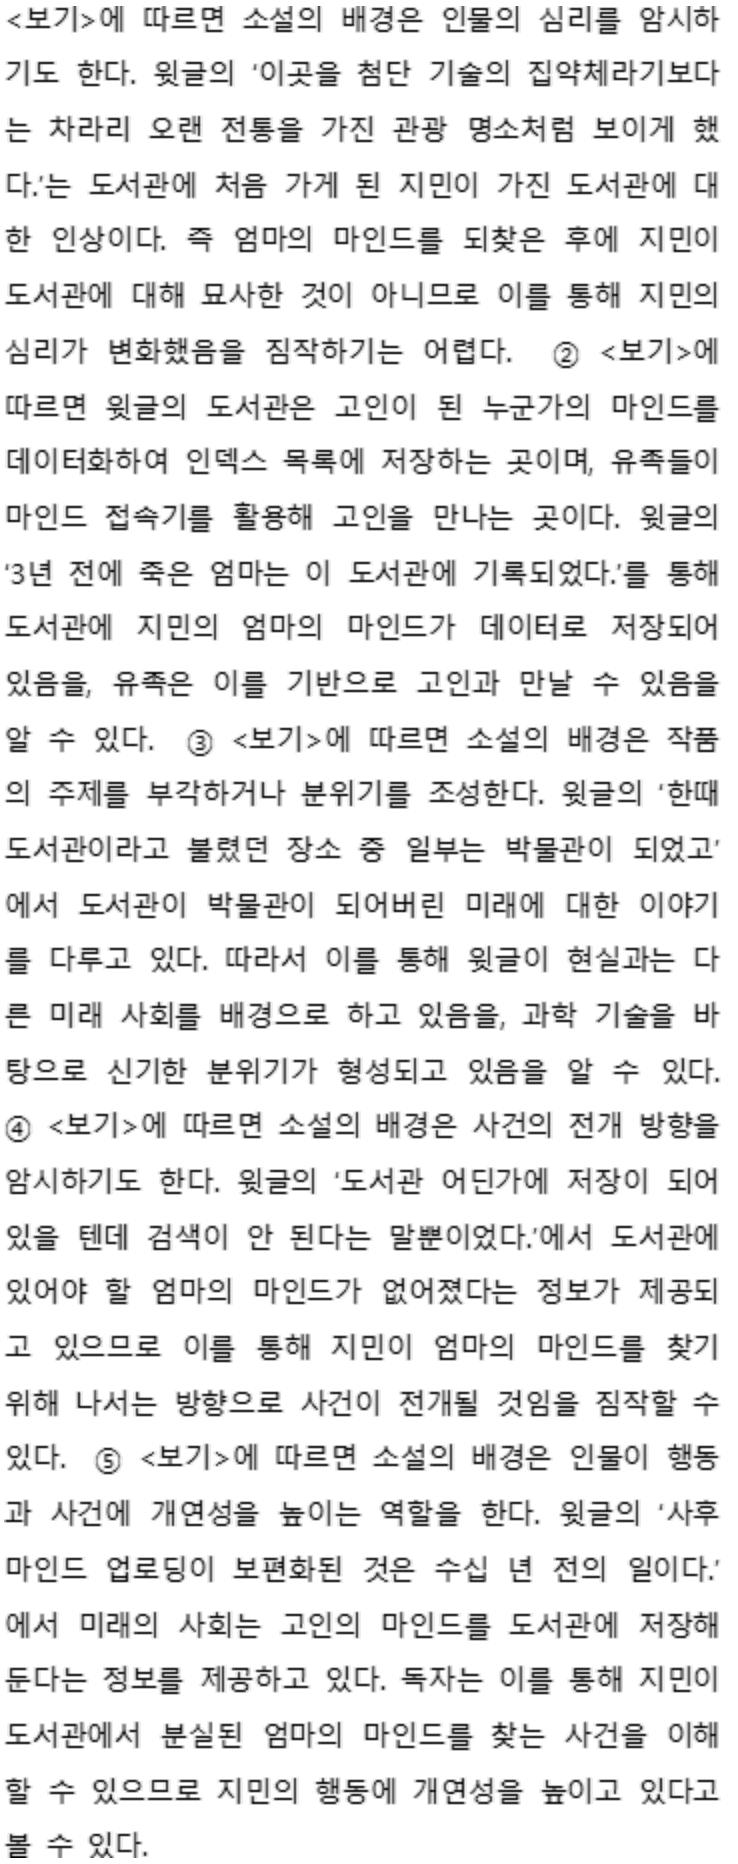 <보기>에 따르면 소설의 배경은 인물의 심리를 암시하
기도 한다. 윗글의 '이곳을 첨단 기술의 집약체라기보다
는 차라리 오랜 전통을 가진 관광 명소처럼 보이게 했
다.'는 도서관에 처음 가게 된 지민이 가진 도서관에 대
한 인상이다. 즉 엄마의 마인드를 되찾은 후에 지민이
도서관에 대해 묘사한 것이 아니므로 이를 통해 지민의
심리가 변화했음을 짐작하기는 어렵다. ② <보기>에
따르면 윗글의 도서관은 고인이 된 누군가의 마인드를
데이터화하여 인덱스 목록에 저장하는 곳이며, 유족들이
마인드 접속기를 활용해 고인을 만나는 곳이다. 윗글의
'3년 전에 죽은 엄마는 이 도서관에 기록되었다.'를 통해
도서관에 지민의 엄마의 마인드가 데이터로 저장되어
있음을, 유족은 이를 기반으로 고인과 만날 수 있음을
알 수 있다. ③ <보기>에 따르면 소설의 배경은 작품
의 주제를 부각하거나 분위기를 조성한다. 윗글의 '한때
도서관이라고 불렸던 장소 중 일부는 박물관이 되었고'
에서 도서관이 박물관이 되어버린 미래에 대한 이야기
를 다루고 있다. 따라서 이를 통해 윗글이 현실과는 다
른 미래 사회를 배경으로 하고 있음을, 과학 기술을 바
탕으로 신기한 분위기가 형성되고 있음을 알 수 있다.
④ <보기>에 따르면 소설의 배경은 사건의 전개 방향을
암시하기도 한다. 윗글의 '도서관 어딘가에 저장이 되어
있을 텐데 검색이 안 된다는 말뿐이었다.'에서 도서관에
있어야 할 엄마의 마인드가 없어졌다는 정보가 제공되
고 있으므로 이를 통해 지민이 엄마의 마인드를 찾기
위해 나서는 방향으로 사건이 전개될 것임을 짐작할 수
있다. ⑤ <보기>에 따르면 소설의 배경은 인물이 행동
과 사건에 개연성을 높이는 역할을 한다. 윗글의 '사후
마인드 업로딩이 보편화된 것은 수십 년 전의 일이다.'
에서 미래의 사회는 고인의 마인드를 도서관에 저장해
둔다는 정보를 제공하고 있다. 독자는 이를 통해 지민이
도서관에서 분실된 엄마의 마인드를 찾는 사건을 이해
할 수 있으므로 지민의 행동에 개연성을 높이고 있다고
볼 수 있다.